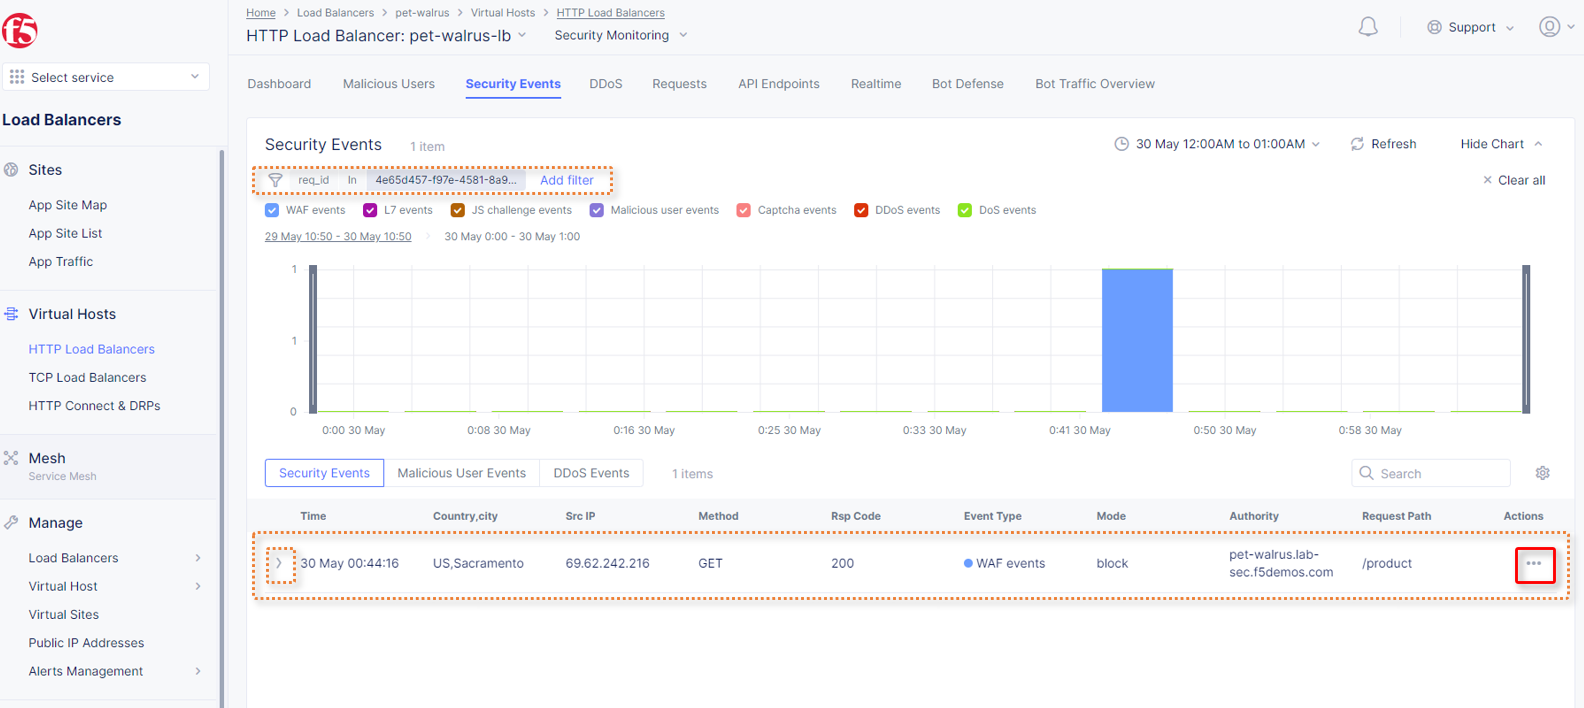 Home > Load Balancers > pet-walrus > Virtual Hosts > HTTP Load Balancers
f5
HTTP Load Balancer: pet-walrus-lb Security Monitoring
Support
Select service
Dashboard Malicious Users Security Events DDoS Requests API Endpoints Realtime Bot Defense Bot Traffic Overview
Load Balancers
Sites
App Site Map
App Site List
App Traffic
Virtual Hosts
HTTP Load Balancers
TCP Load Balancers
HTTP Connect & DRPs
Mesh
Service Mesh
Manage
Load Balancers
Virtual Host
Virtual Sites
Public IP Addresses
Alerts Management
Security Events 1 item
30 May 12:00AM to 01:00AM Refresh Hide Chart
req_id In 4e65d457-f97e-4581-8a9... Add filter
Clear all
WAF events L7 events JS challenge events Malicious user events Captcha events DDoS events DoS events
29 May 10:50 - 30 May 10:50 > 30 May 0:00 - 30 May 1:00
1
1
0
0:00 30 May 0:08 30 May 0:16 30 May 0:25 30 May 0:33 30 May 0:41 30 May 0:50 30 May 0:58 30 May
Security Events Malicious User Events DDoS Events 1 items
Search
Time Country,city Src IP Method Rsp Code Event Type Mode Authority Request Path Actions
30 May 00:44:16 US,Sacramento 69.62.242.216 GET 200 WAF events block pet-walrus.lab-sec.f5demos.com /product